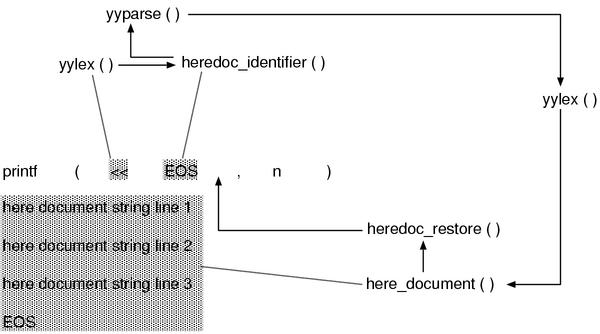 yyparse ( )
yylex ( ) heredoc_identifier ( )
yylex ( )
printf ( << EOS , n )
here document string line 1
heredoc_restore ( )
here document string line 2
here document string line 3 here_document ( )
EOS